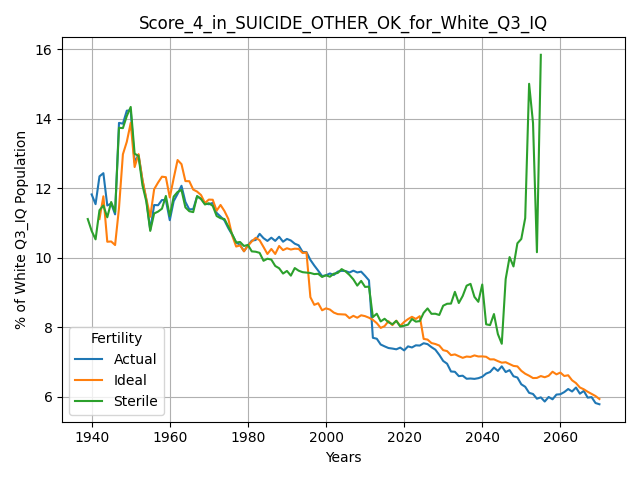 Score_4_in_SUICIDE_OTHER_OK_for_White_Q3_IQ
% of White Q3_IQ Population
16
14
12
10
8
6
Fertility
Actual
Ideal
Sterile
1940 1960 1980 2000 2020 2040 2060
Years